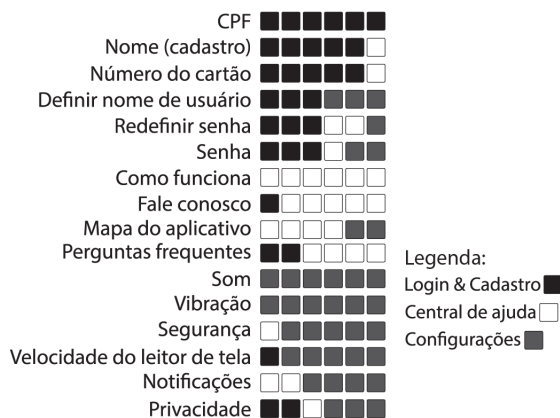 CPF
Nome (cadastro)
Número do cartão
Definir nome de usuário
Redefinir senha
Senha
Como funciona
Fale conosco
Mapa do aplicativo
Perguntas frequentes
Som
Vibração
Segurança
Velocidade do leitor de tela
Notificações
Privacidade
Legenda:
Login & Cadastro
Central de ajuda
Configurações